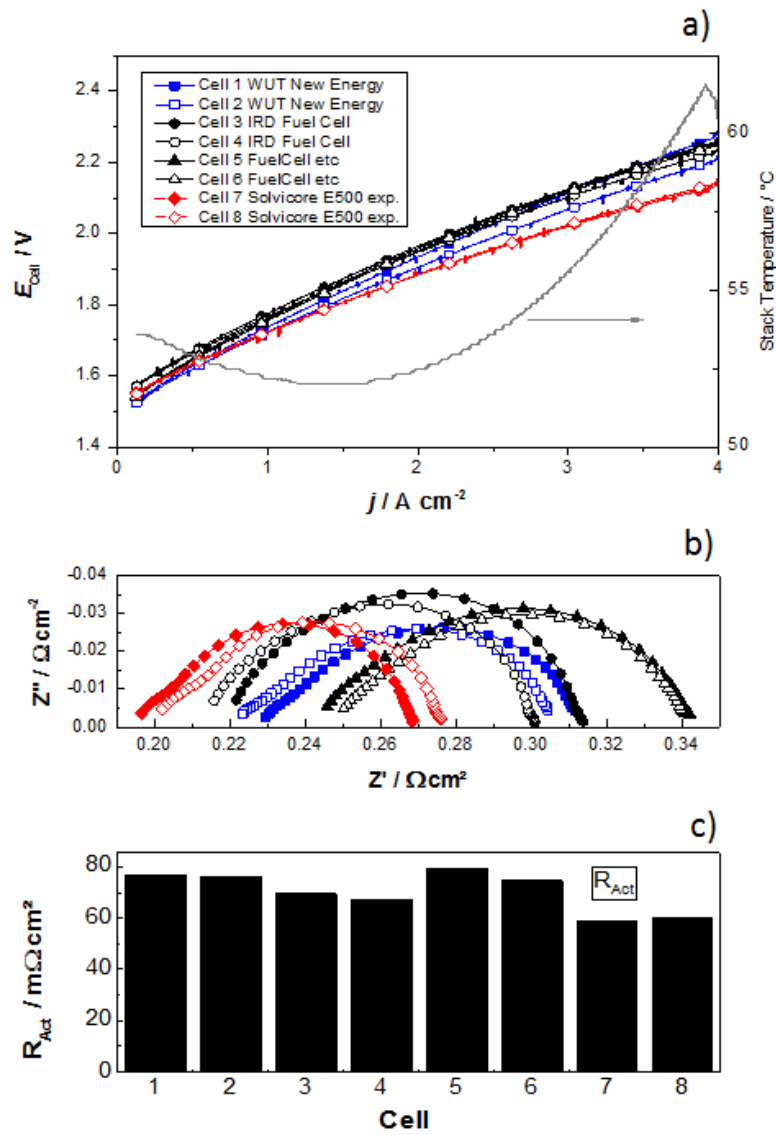 a)
2.4
2.2
2.0
1.8
1.6
1.4
E_Cell / V
Cell 1 WUT New Energy
Cell 2 WUT New Energy
Cell 3 IRD Fuel Cell
Cell 4 IRD Fuel Cell
Cell 5 FuelCell etc
Cell 6 FuelCell etc
Cell 7 Solvicore E500 exp.
Cell 8 Solvicore E500 exp.
60
55
50
Stack Temperature / °C
0 1 2 3 4
j / A cm⁻²
b)
-0.04
-0.03
-0.02
-0.01
0.00
Z'' / Ωcm⁻²
0.20 0.22 0.24 0.26 0.28 0.30 0.32 0.34
Z' / Ωcm²
c)
80
60
40
20
0
R_Act / mΩcm²
R_Act
1 2 3 4 5 6 7 8
Cell